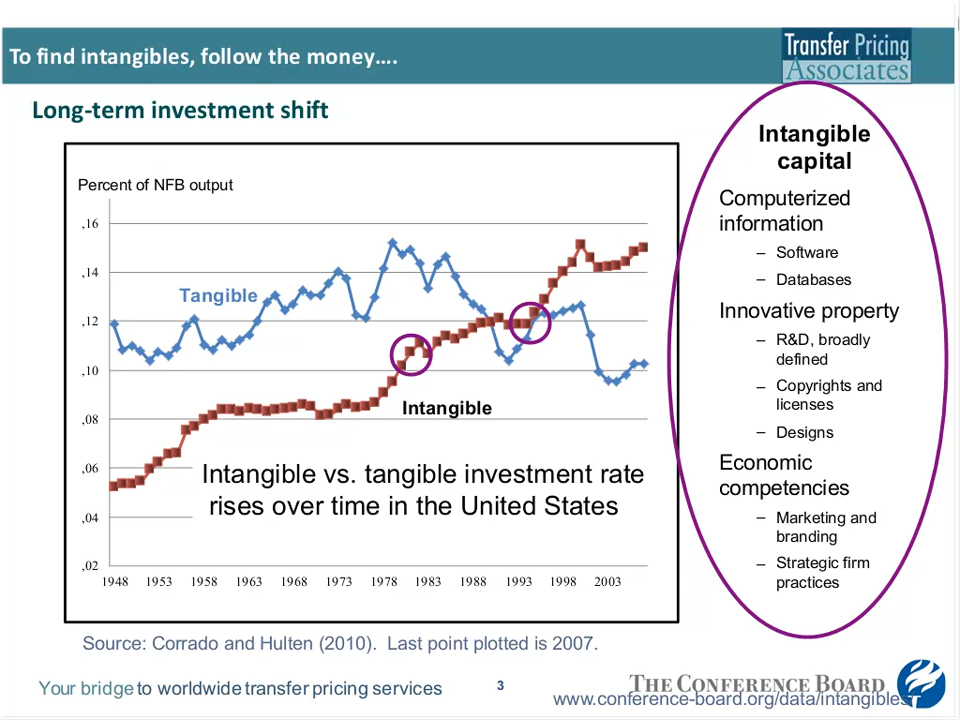 To find intangibles, follow the money....
Transfer Pricing
Associates
Long-term investment shift
Percent of NFB output
,16
,14
,12
,10
,08
,06
,04
,02
Tangible
Intangible
Intangible vs. tangible investment rate
rises over time in the United States
1948 1953 1958 1963 1968 1973 1978 1983 1988 1993 1998 2003
Intangible
capital
Computerized
information
– Software
– Databases
Innovative property
– R&D, broadly
defined
– Copyrights and
licenses
– Designs
Economic
competencies
– Marketing and
branding
– Strategic firm
practices
Source: Corrado and Hulten (2010). Last point plotted is 2007.
Your bridge to worldwide transfer pricing services
3
THE CONFERENCE BOARD
www.conference-board.org/data/intangibles